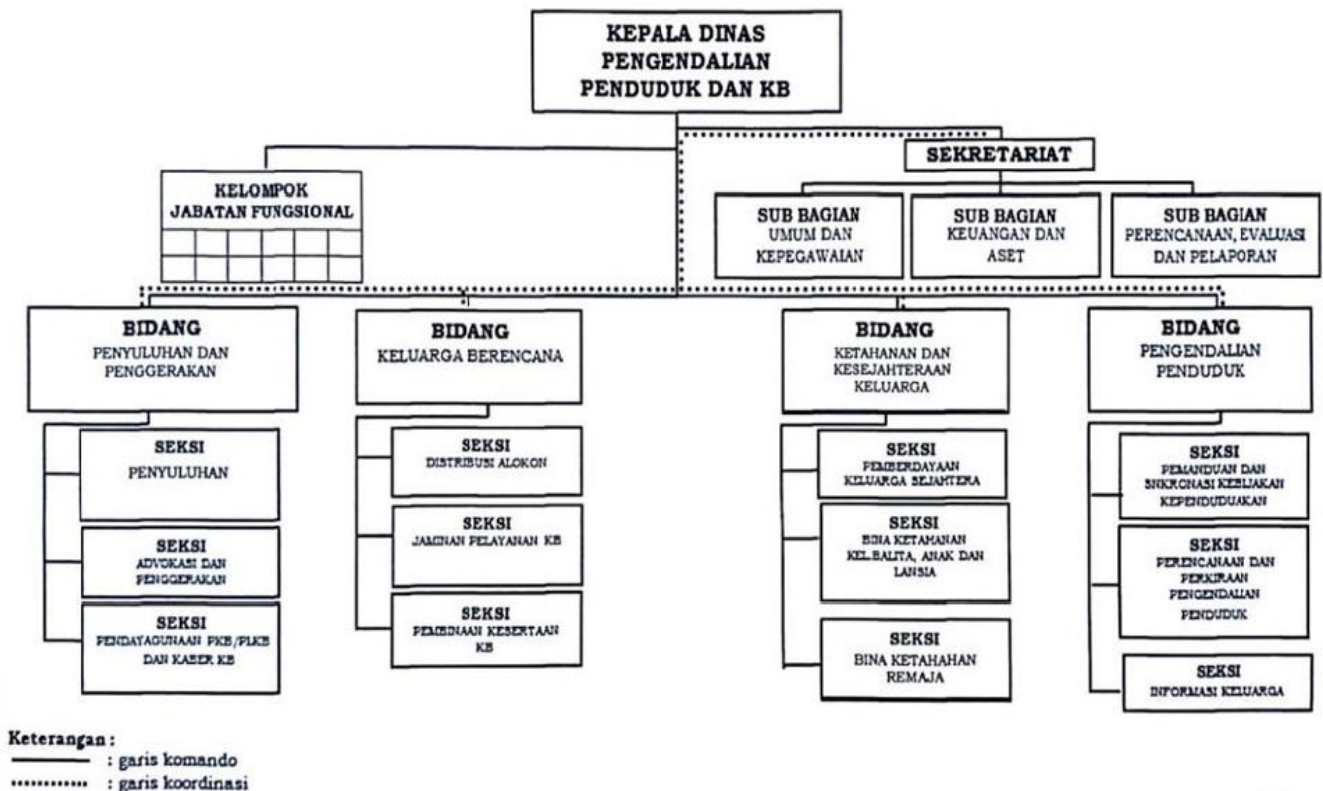 KEPALA DINAS
PENGENDALIAN
PENDUDUK DAN KB
SEKRETARIAT
KELOMPOK
JABATAN FUNGSIONAL
SUB BAGIAN
UMUM DAN
KEPEGAWAIAN
SUB BAGIAN
KEUANGAN DAN
ASET
SUB BAGIAN
PERENCANAAN, EVALUASI
DAN PELAPORAN
BIDANG
PENYULUHAN DAN
PENGGERAKAN
SEKSI
PENYULUHAN
SEKSI
ADVOKASI DAN
PENGGERAKAN
SEKSI
PENDAYAGUNAAN PKB/PLKB
DAN KADER KB
BIDANG
KELUARGA BERENCANA
SEKSI
DISTRIBUSI ALOKON
SEKSI
JAMINAN PELAYANAN KB
SEKSI
PEMBINAAN KESERTAAN
KB
BIDANG
KETAHANAN DAN
KESEJAHTERAAN
KELUARGA
SEKSI
PEMBERDAYAAN
KELUARGA SEJAHTERA
SEKSI
BINA KETAHANAN
KEL.BALITA, ANAK DAN
LANSIA
SEKSI
BINA KETAHAHAN
REMAJA
BIDANG
PENGENDALIAN
PENDUDUK
SEKSI
PEMANDUAN DAN
SNKRONASI KEBIJAKAN
KEPENDUDUAKAN
SEKSI
PERENCANAAN DAN
PERKIRAAN
PENGENDALIAN
PENDUDUK
SEKSI
INFORMASI KELUARGA
Keterangan :
: garis komando
: garis koordinasi